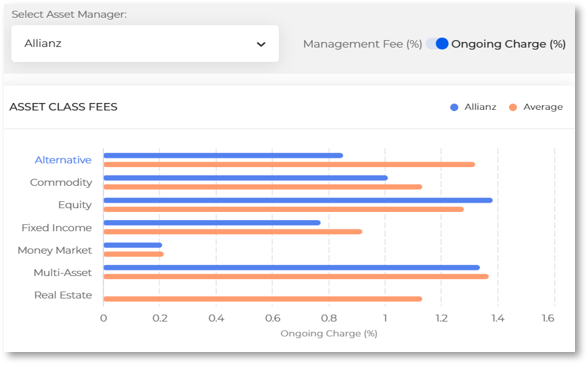 Select Asset Manager:
Allianz
Management Fee (%) Ongoing Charge (%)
ASSET CLASS FEES
Allianz Average
Alternative
Commodity
Equity
Fixed Income
Money Market
Multi-Asset
Real Estate
0 0.2 0.4 0.6 0.8 1 1.2 1.4 1.6
Ongoing Charge (%)